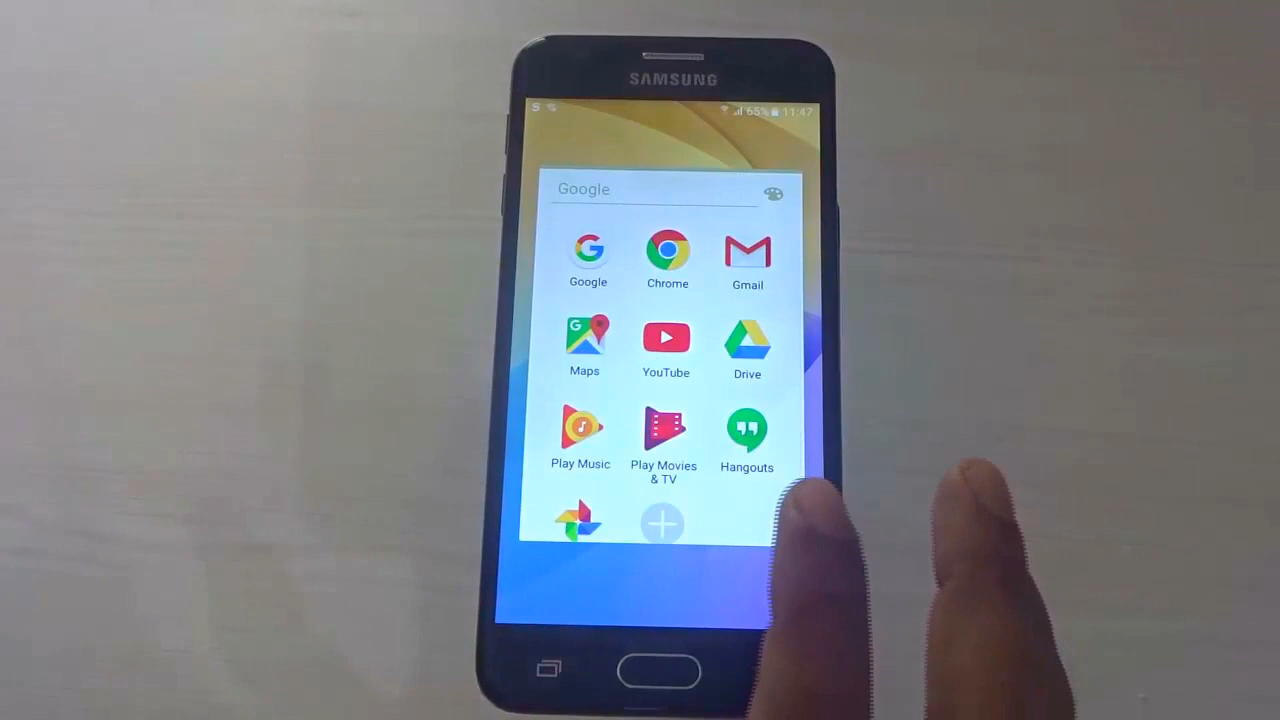 SAMSUNG
S 65% 11:47
Google
Google Chrome Gmail
G
Maps YouTube Drive
Play Music Play Movies Hangouts
& TV